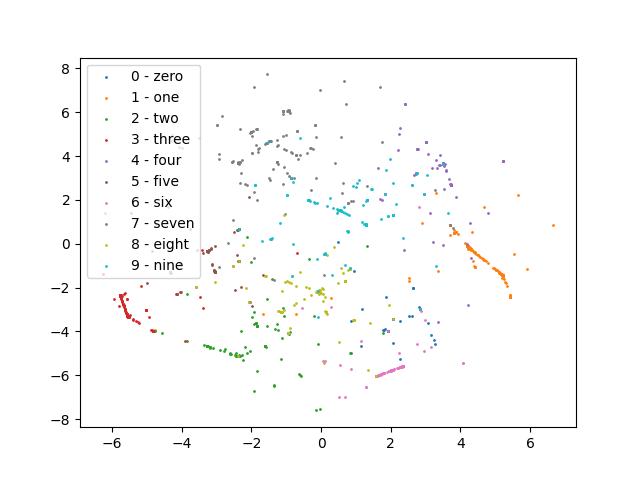 8
6
4
2
0
−2
−4
−6
−8
−6
−4
−2
0
2
4
6
0 - zero
1 - one
2 - two
3 - three
4 - four
5 - five
6 - six
7 - seven
8 - eight
9 - nine